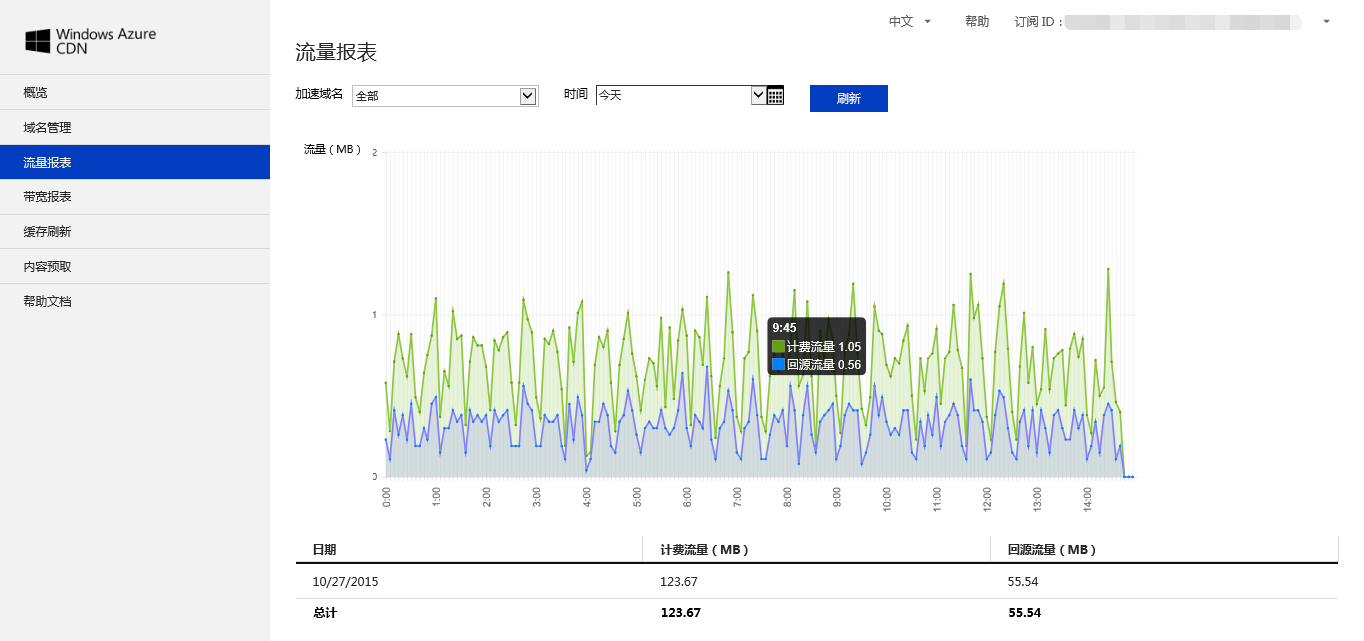 Windows Azure
CDN
中文 帮助 订阅 ID :
概览
域名管理
流量报表
带宽报表
缓存刷新
内容预取
帮助文档
流量报表
加速域名 全部 时间 今天 刷新
流量 ( MB )
2
1
0
9:45
计费流量 1.05
回源流量 0.56
0:00 1:00 2:00 3:00 4:00 5:00 6:00 7:00 8:00 9:00 10:00 11:00 12:00 13:00 14:00
日期 计费流量 ( MB ) 回源流量 ( MB )
10/27/2015 123.67 55.54
总计 123.67 55.54